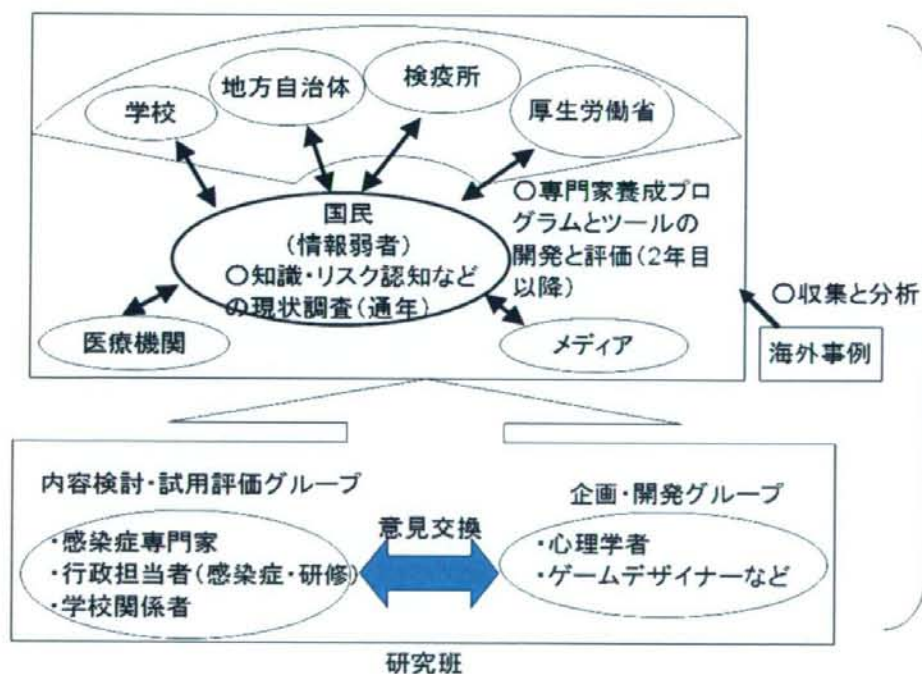 学校
地方自治体
検疫所
厚生労働省
国民
(情報弱者)
○知識・リスク認知など
の現状調査(通年)
○専門家養成プロ
グラムとツールの
開発と評価(2年目
以降)
医療機関
メディア
○収集と分析
海外事例
内容検討・試用評価グループ
・感染症専門家
・行政担当者(感染症・研修)
・学校関係者
意見交換
企画・開発グループ
・心理学者
・ゲームデザイナーなど
研究班